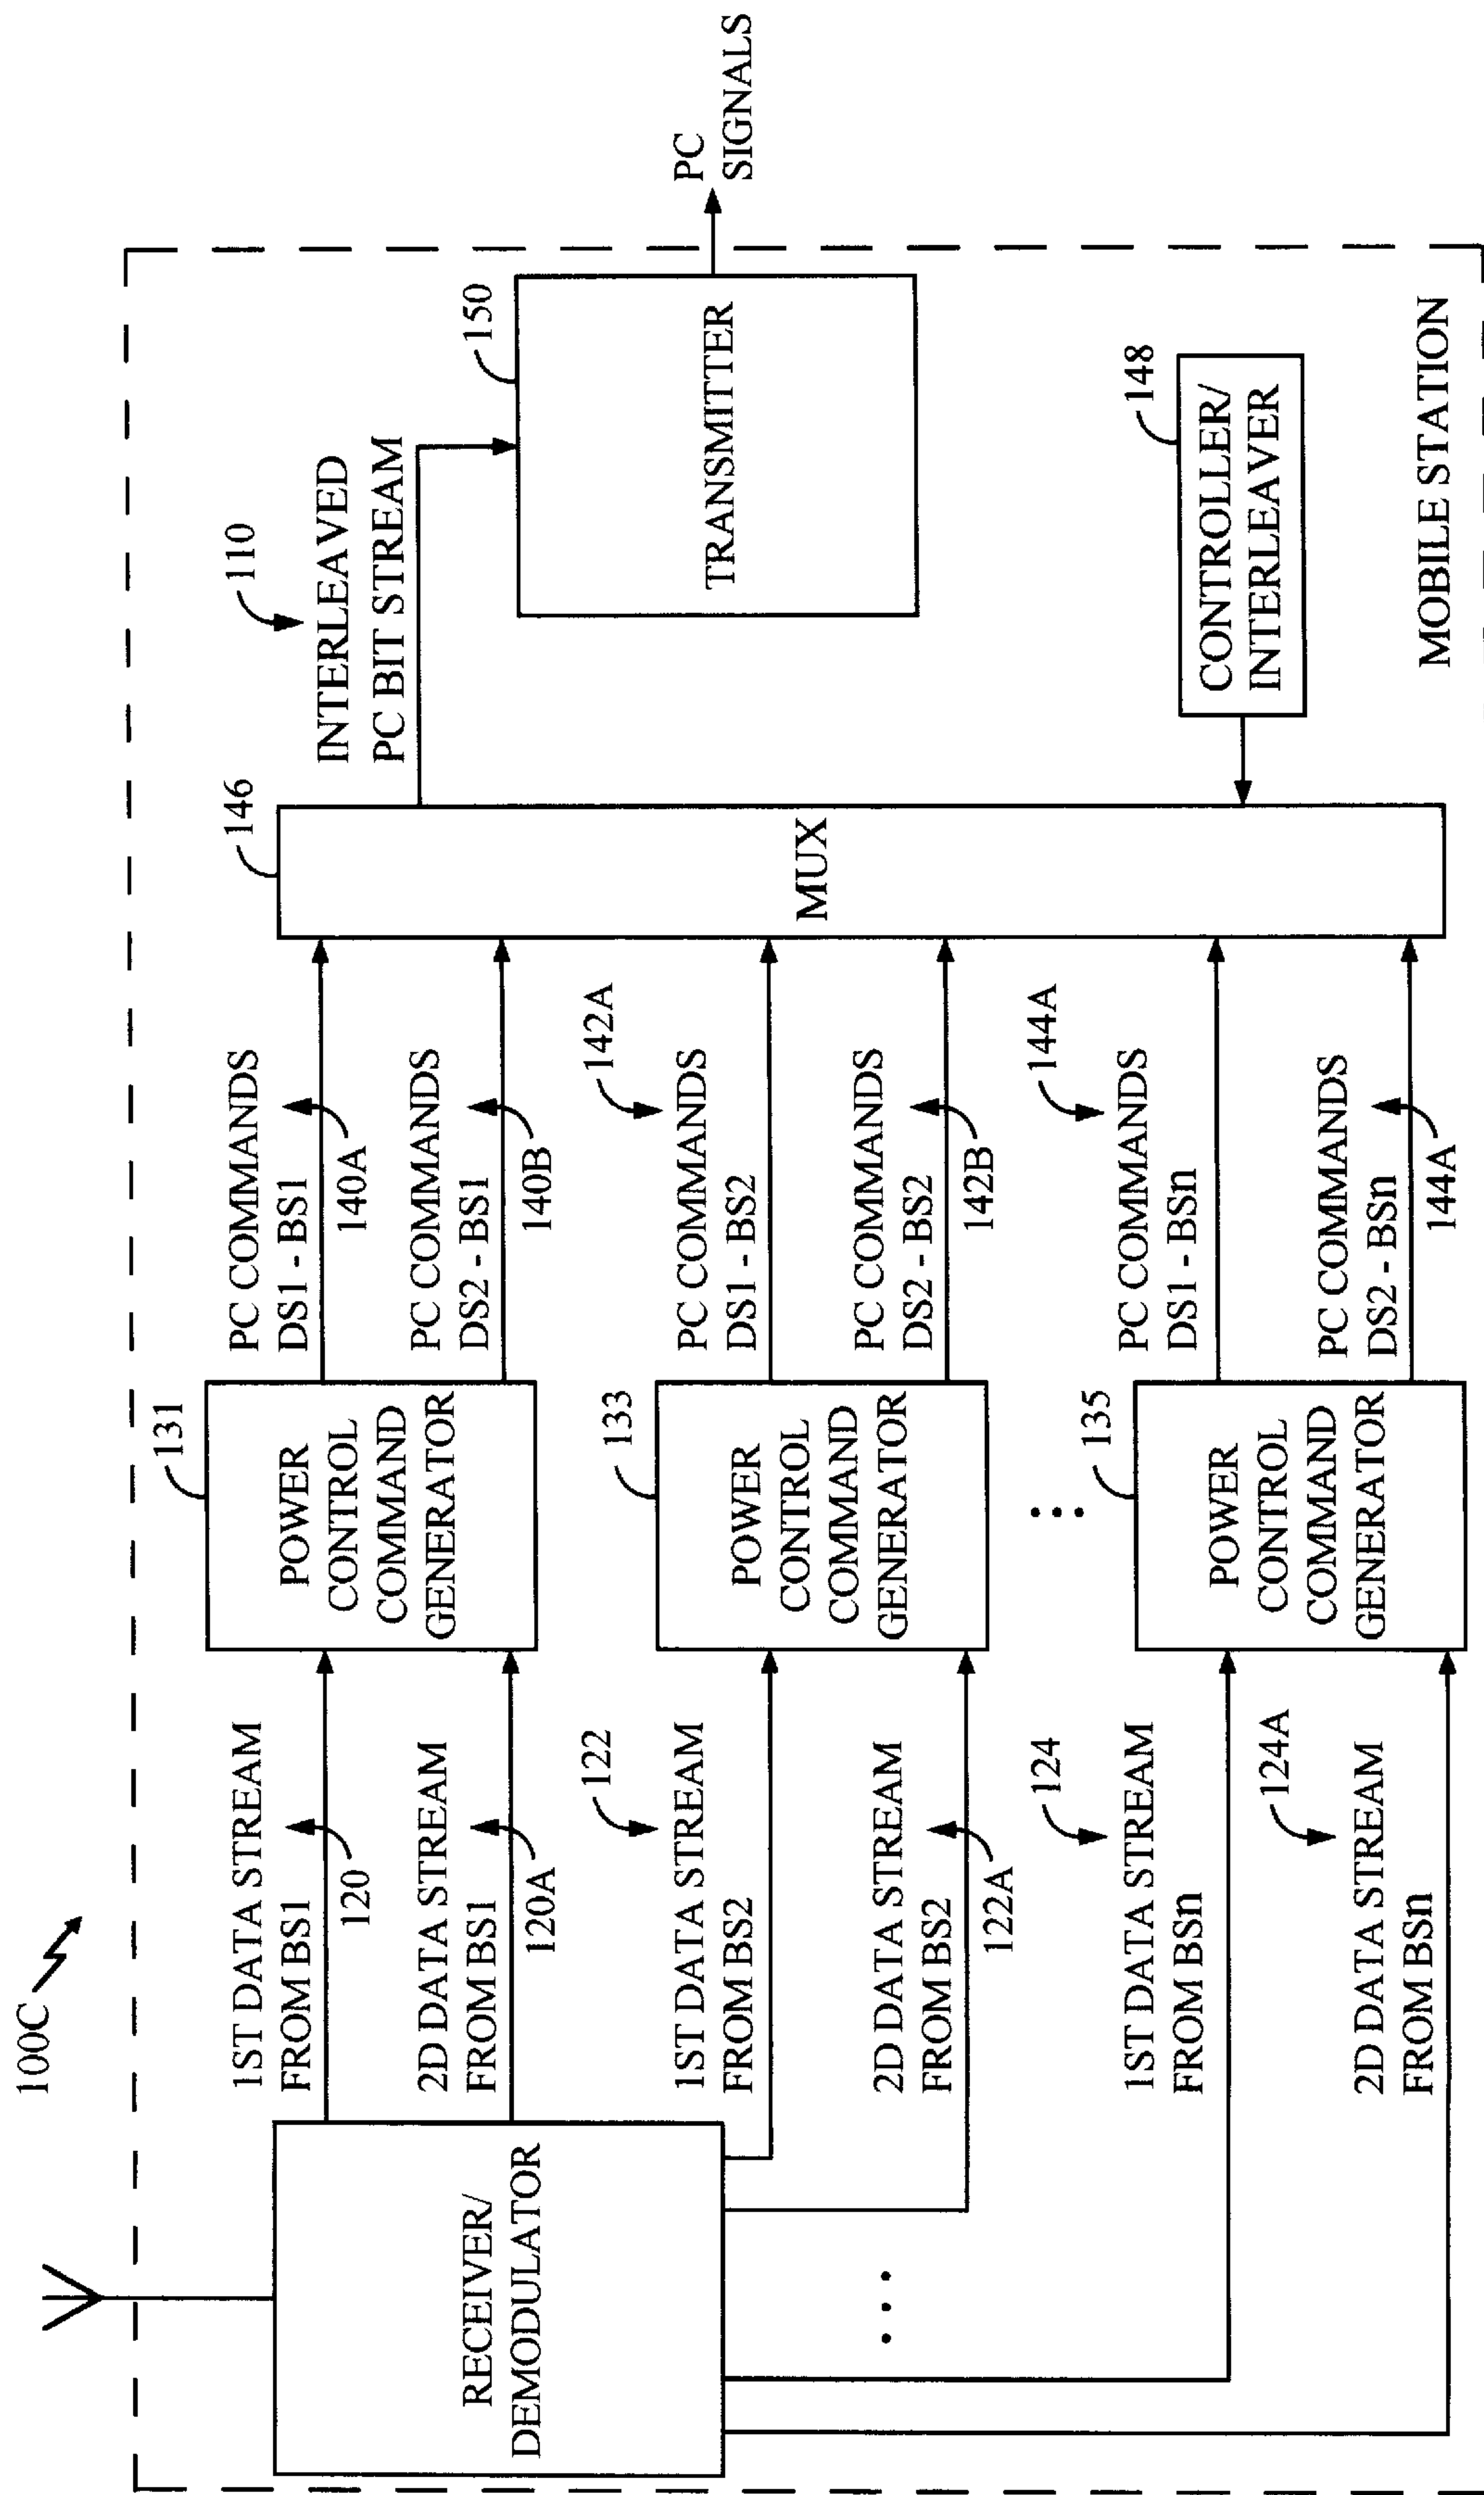 100C
RECEIVER/
DEMODULATOR
1ST DATA STREAM
FROM BS1
120
2D DATA STREAM
FROM BS1
120A
122
1ST DATA STREAM
FROM BS2
2D DATA STREAM
FROM BS2
122A
124
1ST DATA STREAM
FROM BSn
124A
2D DATA STREAM
FROM BSn
131
POWER
CONTROL
COMMAND
GENERATOR
133
POWER
CONTROL
COMMAND
GENERATOR
135
POWER
CONTROL
COMMAND
GENERATOR
PC COMMANDS
DS1 - BS1
140A
PC COMMANDS
DS2 - BS1
140B
142A
PC COMMANDS
DS1 - BS2
PC COMMANDS
DS2 - BS2
142B
144A
PC COMMANDS
DS1 - BSn
PC COMMANDS
DS2 - BSn
144A
146
MUX
110
INTERLEAVED
PC BIT STREAM
150
TRANSMITTER
148
CONTROLLER/
INTERLEAVER
MOBILE STATION
PC
SIGNALS